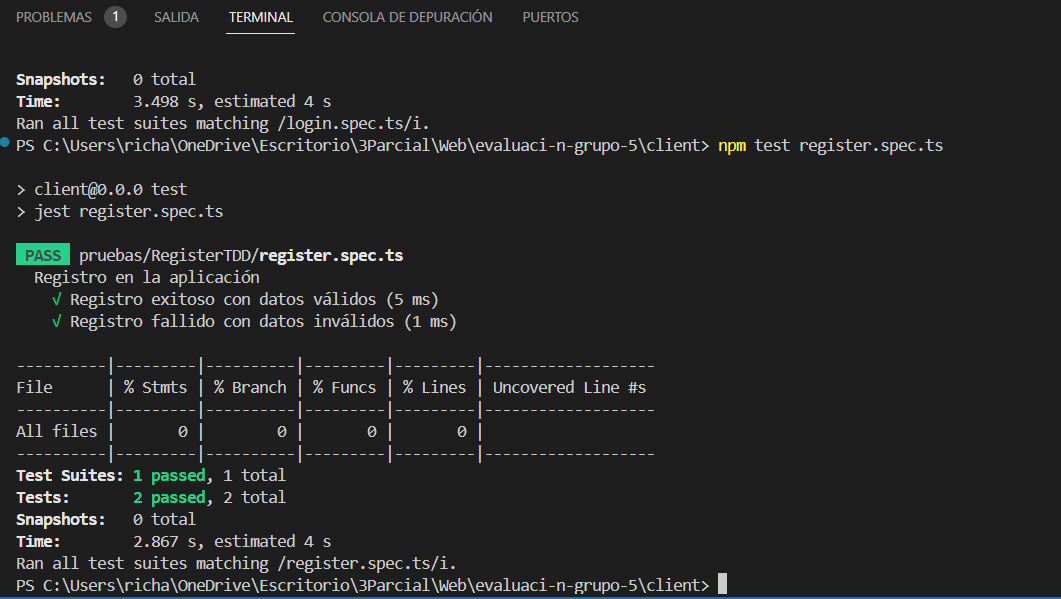 PROBLEMAS 1 SALIDA TERMINAL CONSOLA DE DEPURACIÓN PUERTOS
Snapshots:   0 total
Time:        3.498 s, estimated 4 s
Ran all test suites matching /login.spec.ts/i.
PS C:\Users\richa\OneDrive\Escritorio\3Parcial\Web\evaluaci-n-grupo-5\client> npm test register.spec.ts
> client@0.0.0 test
> jest register.spec.ts
PASS pruebas/RegisterTDD/register.spec.ts
  Registro en la aplicación
    √ Registro exitoso con datos válidos (5 ms)
    √ Registro fallido con datos inválidos (1 ms)
----------|---------|----------|---------|---------|-------------------
File      | % Stmts | % Branch | % Funcs | % Lines | Uncovered Line #s
----------|---------|----------|---------|---------|-------------------
All files |       0 |        0 |       0 |       0 |
----------|---------|----------|---------|---------|-------------------
Test Suites: 1 passed, 1 total
Tests:       2 passed, 2 total
Snapshots:   0 total
Time:        2.867 s, estimated 4 s
Ran all test suites matching /register.spec.ts/i.
PS C:\Users\richa\OneDrive\Escritorio\3Parcial\Web\evaluaci-n-grupo-5\client>